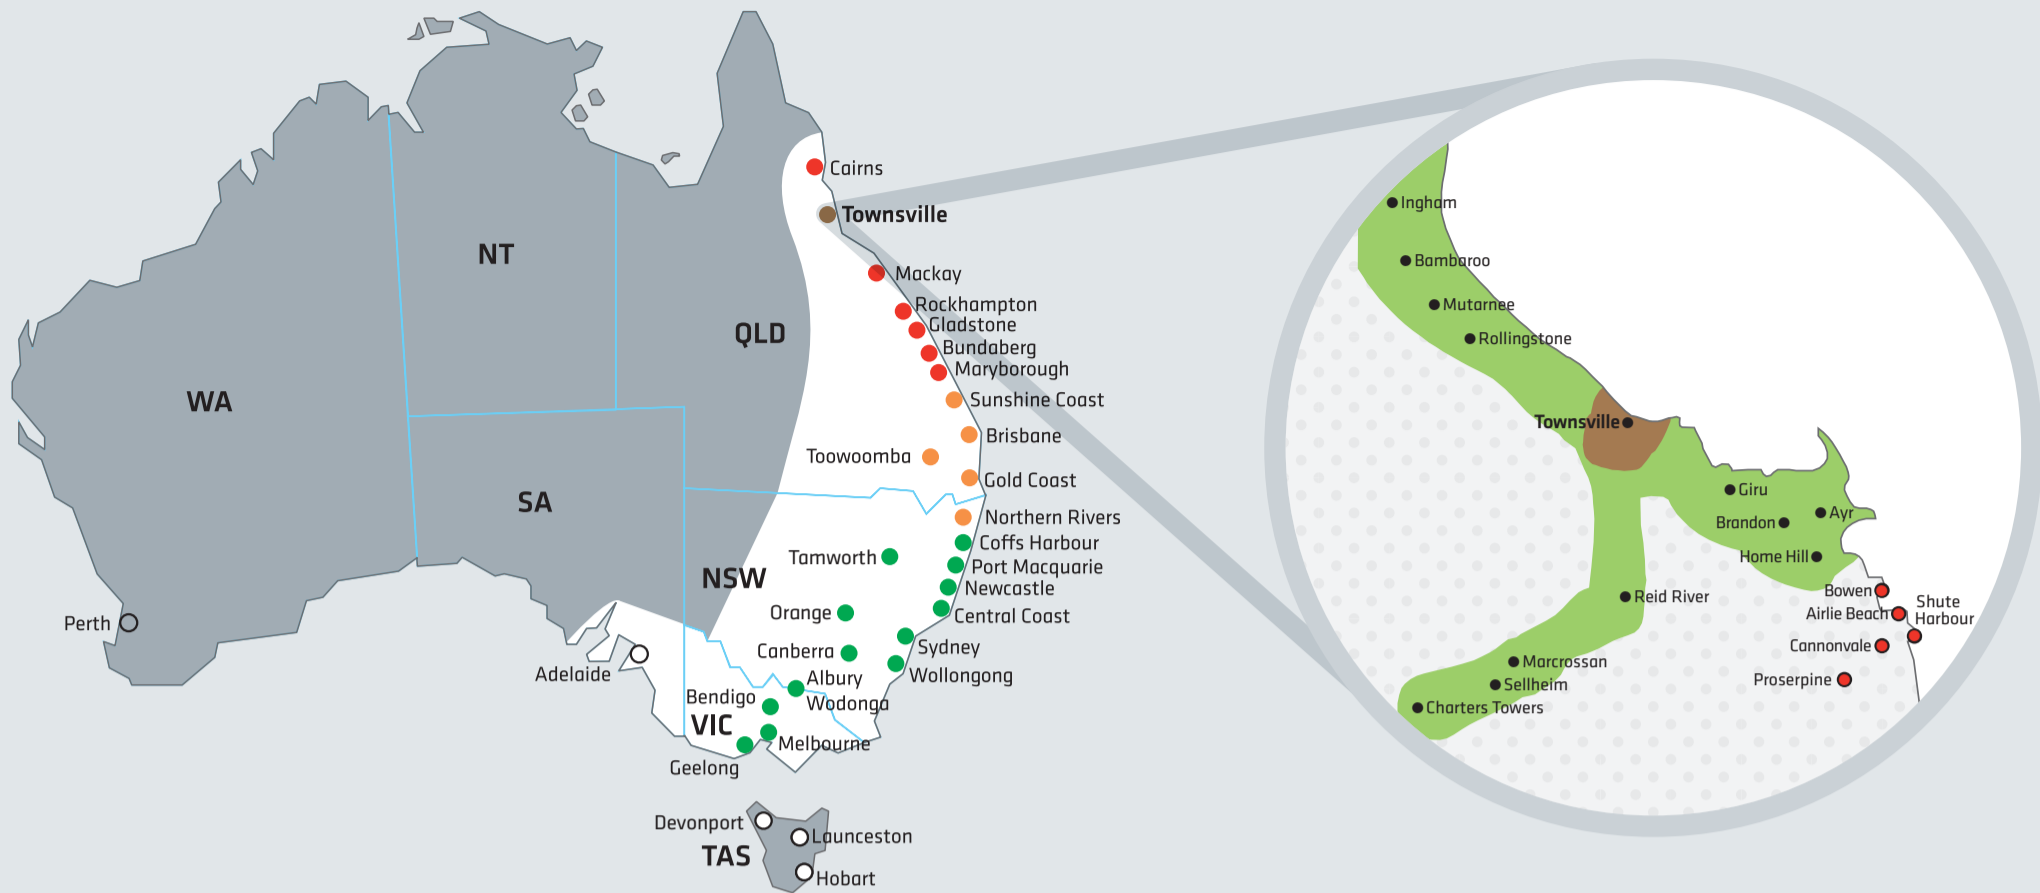 Cairns
Townsville
NT
Mackay
Rockhampton
Gladstone
QLD
Bundaberg
Maryborough
WA
Sunshine Coast
Brisbane
Toowoomba
Gold Coast
SA
Northern Rivers
Coffs Harbour
Tamworth
Port Macquarie
NSW
Newcastle
Orange
Central Coast
Perth
Canberra
Sydney
Adelaide
Wollongong
Albury
Wodonga
Bendigo
VIC
Melbourne
Geelong
Devonport
Launceston
TAS
Hobart
Ingham
Bambaroo
Mutarnee
Rollingstone
Townsville
Giru
Ayr
Brandon
Home Hill
Bowen
Reid River
Shute
Harbour
Airlie Beach
Cannonvale
Marcrossan
Proserpine
Sellheim
Charters Towers